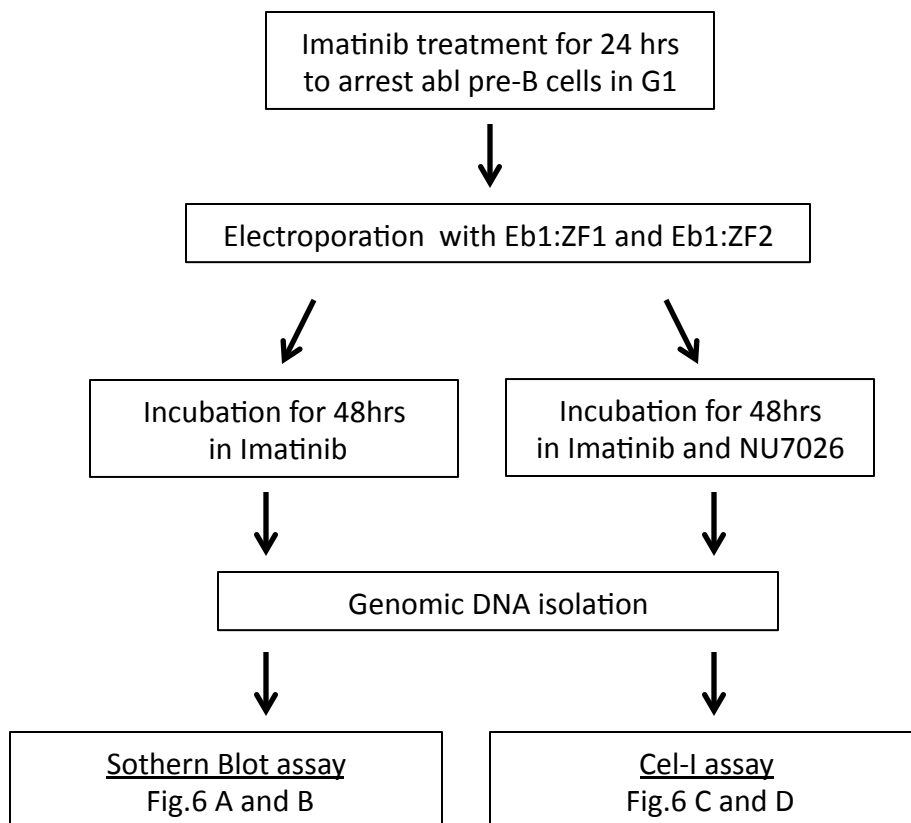 Imatinib treatment for 24 hrs
to arrest abl pre-B cells in G1
Electroporation with Eb1:ZF1 and Eb1:ZF2
Incubation for 48hrs
in Imatinib
Incubation for 48hrs
in Imatinib and NU7026
Genomic DNA isolation
Sothern Blot assay
Fig.6 A and B
Cel-I assay
Fig.6 C and D